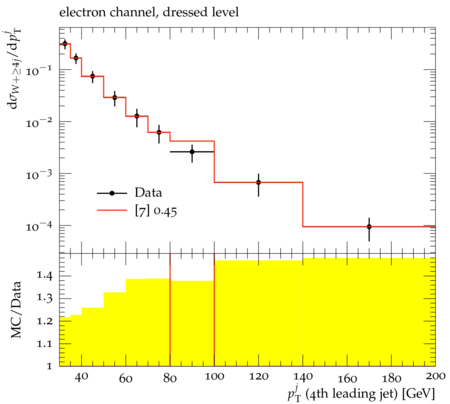 electron channel, dressed level
dσ_{W+≥4j}/dp_T^j
10^{−1}
10^{−2}
10^{−3}
10^{−4}
Data
[7] 0.45
MC/Data
1.4
1.3
1.2
1.1
1
40 60 80 100 120 140 160 180 200
p_T^j (4th leading jet) [GeV]